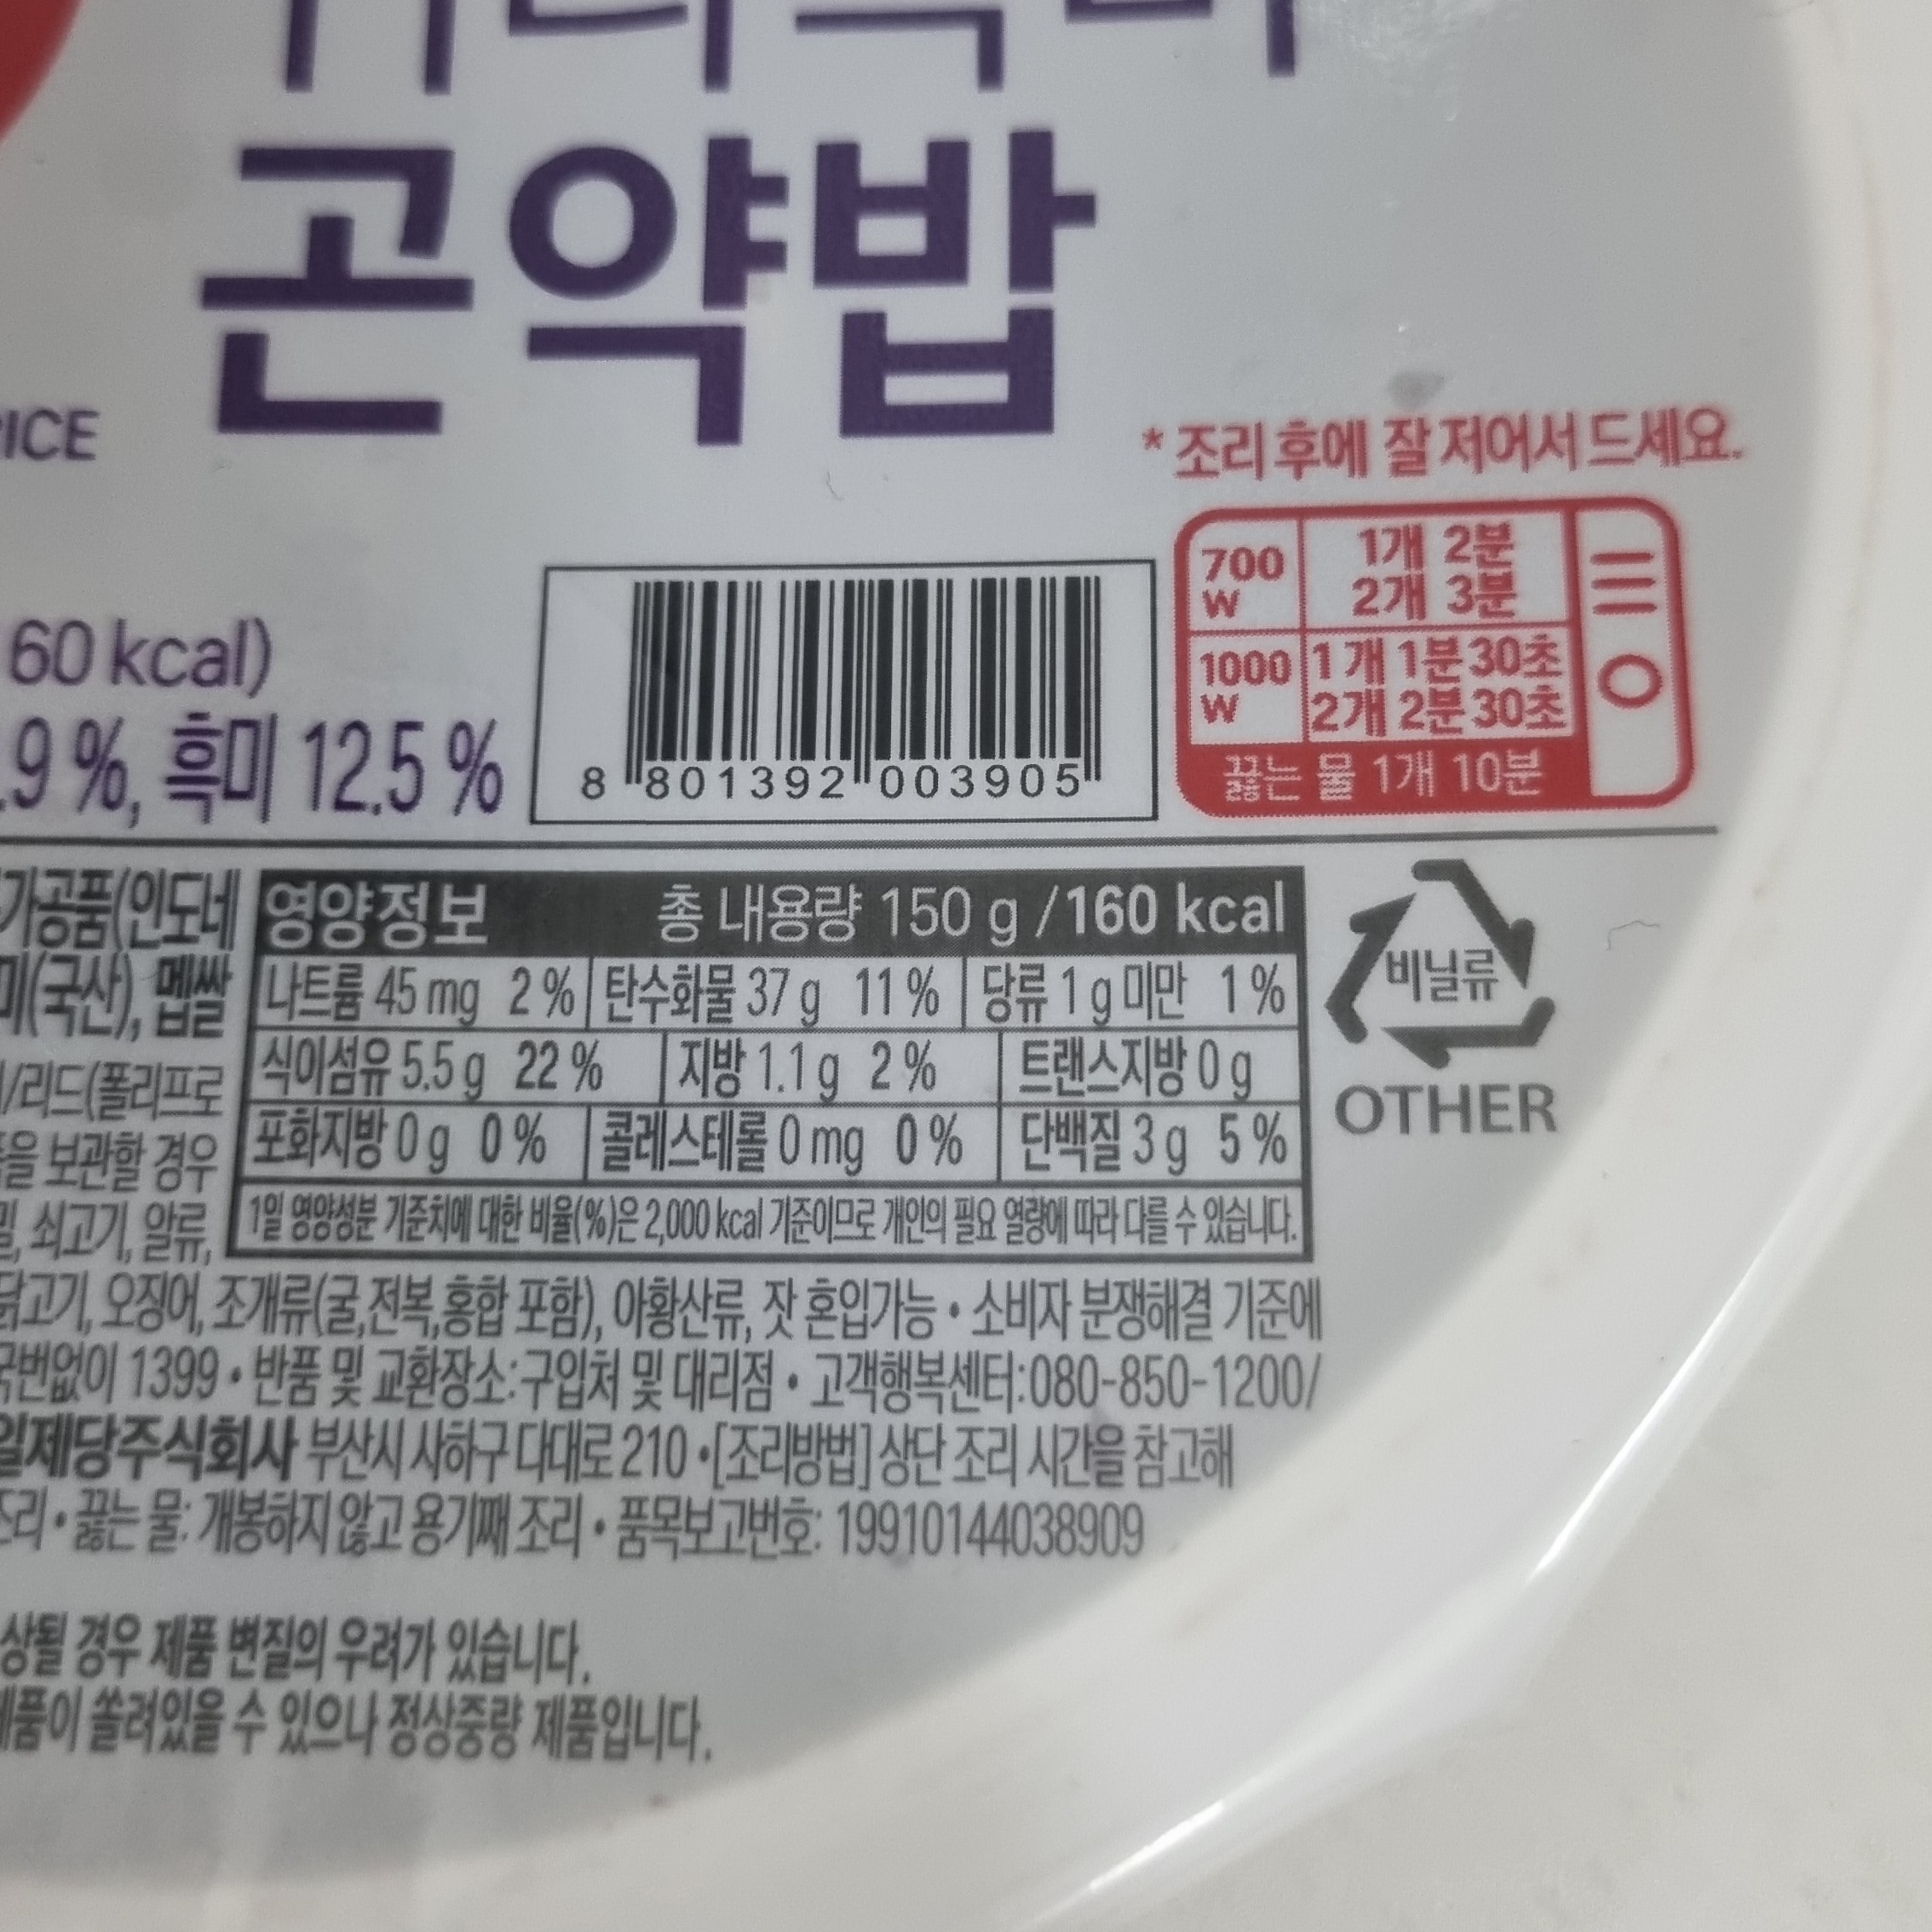 곤약밥
ICE
* 조리 후에 잘 저어서 드세요.
700 W 1개 2분
2개 3분
1000 W 1개 1분 30초
2개 2분 30초
끓는 물 1개 10분
60 kcal)
.9 %, 흑미 12.5 %
8 801392 003905
가공품(인도네
미(국산), 멥쌀
/리드(폴리프로
을 보관할 경우
쇠고기, 알류,
영양정보 총 내용량 150 g / 160 kcal
나트륨 45 mg 2 % 탄수화물 37 g 11 % 당류 1 g 미만 1 %
식이섬유 5.5 g 22 % 지방 1.1 g 2 % 트랜스지방 0 g
포화지방 0 g 0 % 콜레스테롤 0 mg 0 % 단백질 3 g 5 %
1일 영양성분 기준치에 대한 비율(%)은 2,000 kcal 기준이므로 개인의 필요 열량에 따라 다를 수 있습니다.
비닐류
OTHER
닭고기, 오징어, 조개류(굴,전복,홍합 포함), 아황산류, 잣 혼입가능 • 소비자 분쟁해결 기준에
국번없이 1399 • 반품 및 교환장소:구입처 및 대리점 • 고객행복센터:080-850-1200/
일제당주식회사 부산시 사하구 다대로 210 •[조리방법] 상단 조리 시간을 참고해
조리 • 끓는 물: 개봉하지 않고 용기째 조리 • 품목보고번호: 19910144038909
상될 경우 제품 변질의 우려가 있습니다.
제품이 쏠려있을 수 있으나 정상중량 제품입니다.